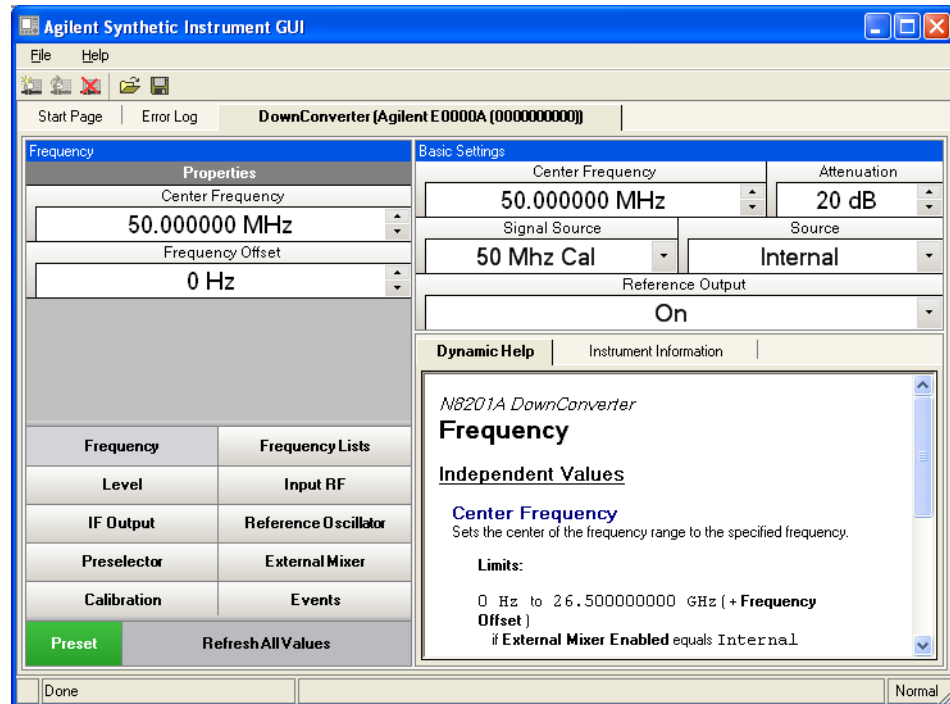 Agilent Synthetic Instrument GUI
File Help
Start Page Error Log DownConverter (Agilent E0000A (0000000000))
Frequency
Properties
Center Frequency
50.000000 MHz
Frequency Offset
0 Hz
Frequency Frequency Lists
Level Input RF
IF Output Reference Oscillator
Preselector External Mixer
Calibration Events
Preset Refresh All Values
Basic Settings
Center Frequency Attenuation
50.000000 MHz 20 dB
Signal Source Source
50 Mhz Cal Internal
Reference Output
On
Dynamic Help Instrument Information
N8201A DownConverter
Frequency
Independent Values
Center Frequency
Sets the center of the frequency range to the specified frequency.
Limits:
0 Hz to 26.500000000 GHz (+ Frequency
Offset)
if External Mixer Enabled equals Internal
Done Normal